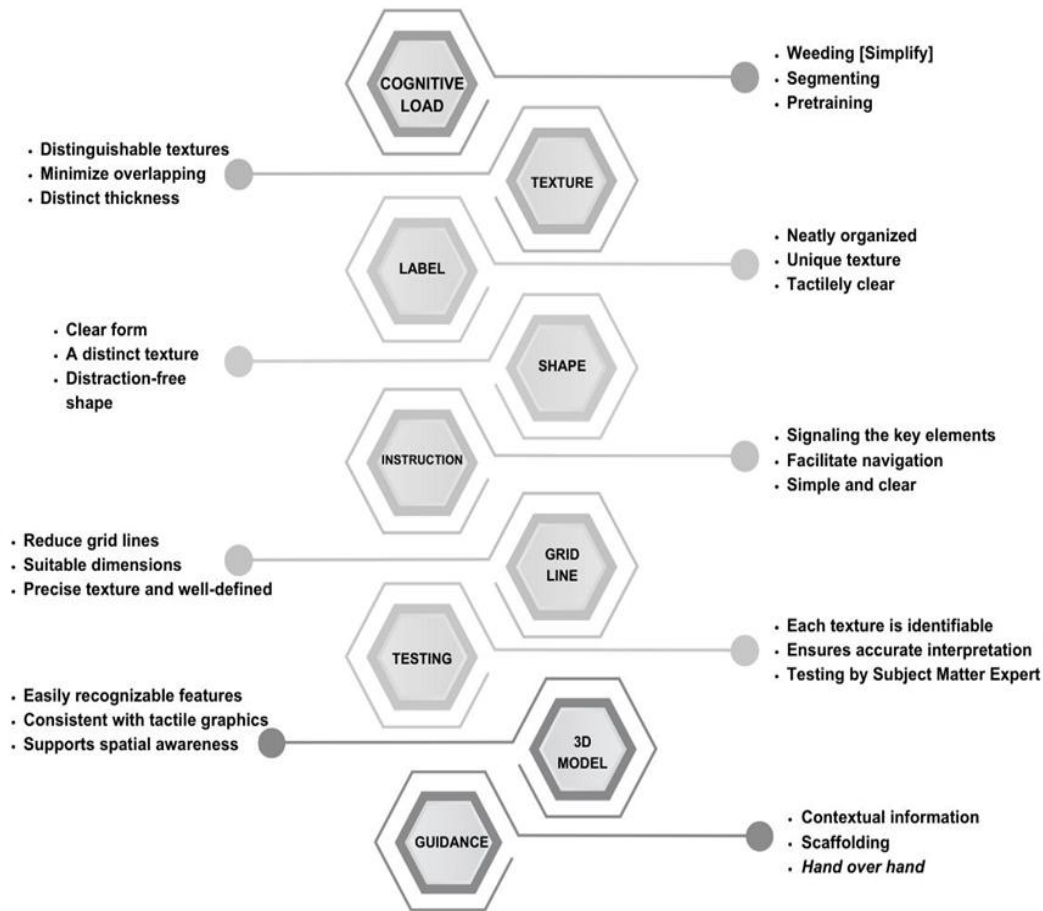 COGNITIVE
LOAD
• Weeding [Simplify]
• Segmenting
• Pretraining
• Distinguishable textures
• Minimize overlapping
• Distinct thickness
TEXTURE
LABEL
• Neatly organized
• Unique texture
• Tactilely clear
• Clear form
• A distinct texture
• Distraction-free
shape
SHAPE
INSTRUCTION
• Signaling the key elements
• Facilitate navigation
• Simple and clear
• Reduce grid lines
• Suitable dimensions
• Precise texture and well-defined
GRID
LINE
TESTING
• Each texture is identifiable
• Ensures accurate interpretation
• Testing by Subject Matter Expert
• Easily recognizable features
• Consistent with tactile graphics
• Supports spatial awareness
3D
MODEL
GUIDANCE
• Contextual information
• Scaffolding
• Hand over hand